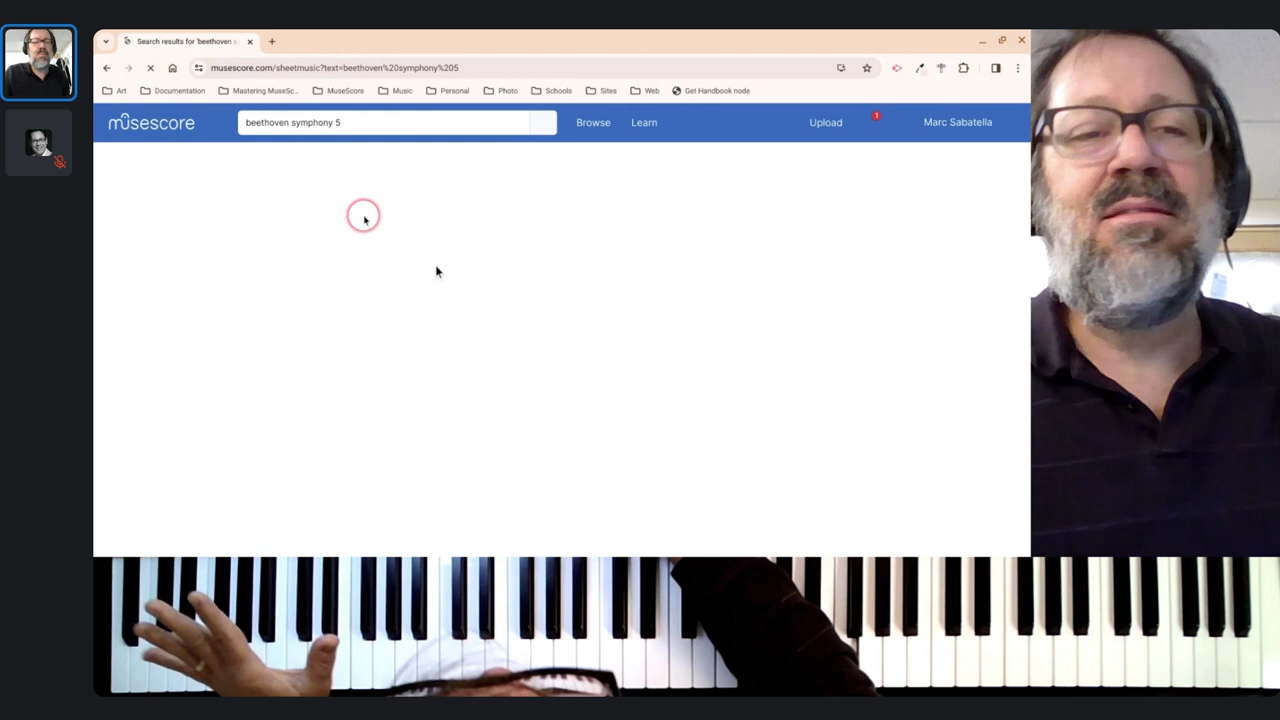 Search results for 'beethoven s
musescore.com/sheetmusic?text=beethoven%20symphony%205
Art Documentation Mastering MuseSc... MuseScore Music Personal Photo Schools Sites Web Get Handbook node
musescore beethoven symphony 5 Browse Learn Upload 1 Marc Sabatella